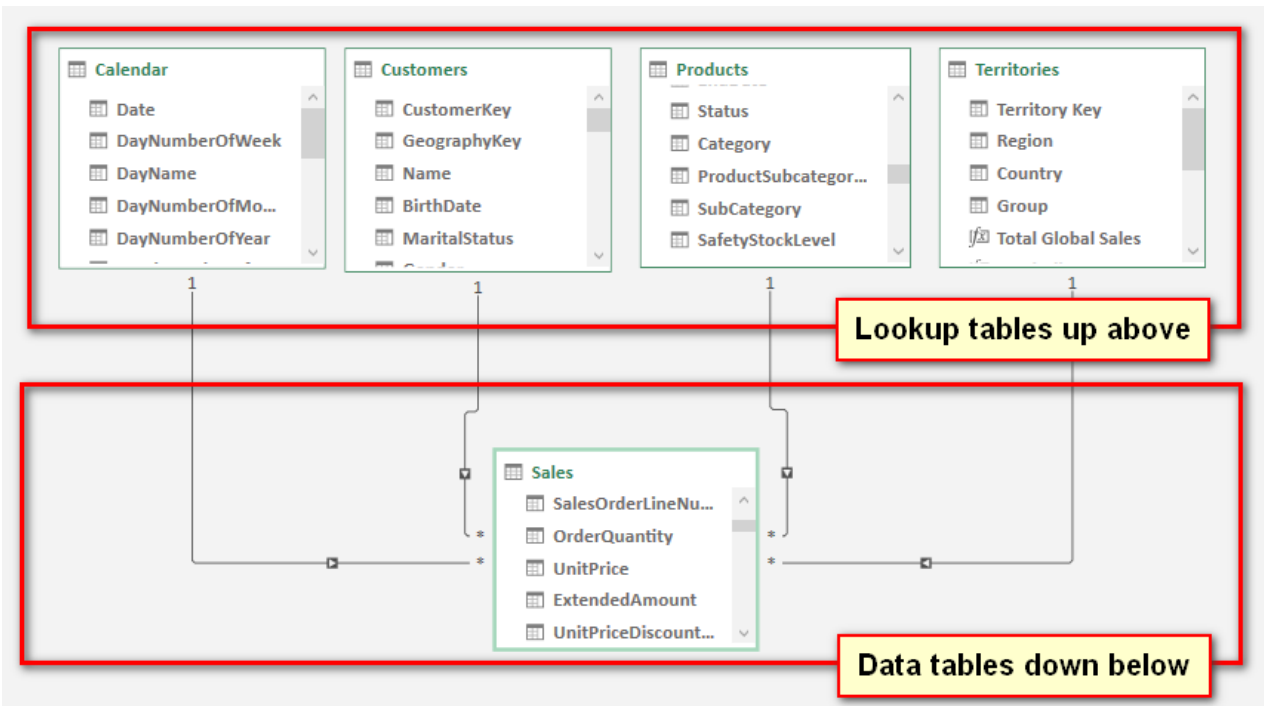 Calendar
Date
DayNumberOfWeek
DayName
DayNumberOfMo...
DayNumberOfYear
1
Customers
CustomerKey
GeographyKey
Name
BirthDate
MaritalStatus
1
Products
Status
Category
ProductSubcategor...
SubCategory
SafetyStockLevel
1
Territories
Territory Key
Region
Country
Group
Total Global Sales
1
Lookup tables up above
Sales
SalesOrderLineNu...
OrderQuantity
UnitPrice
ExtendedAmount
UnitPriceDiscount...
*
*
*
*
Data tables down below